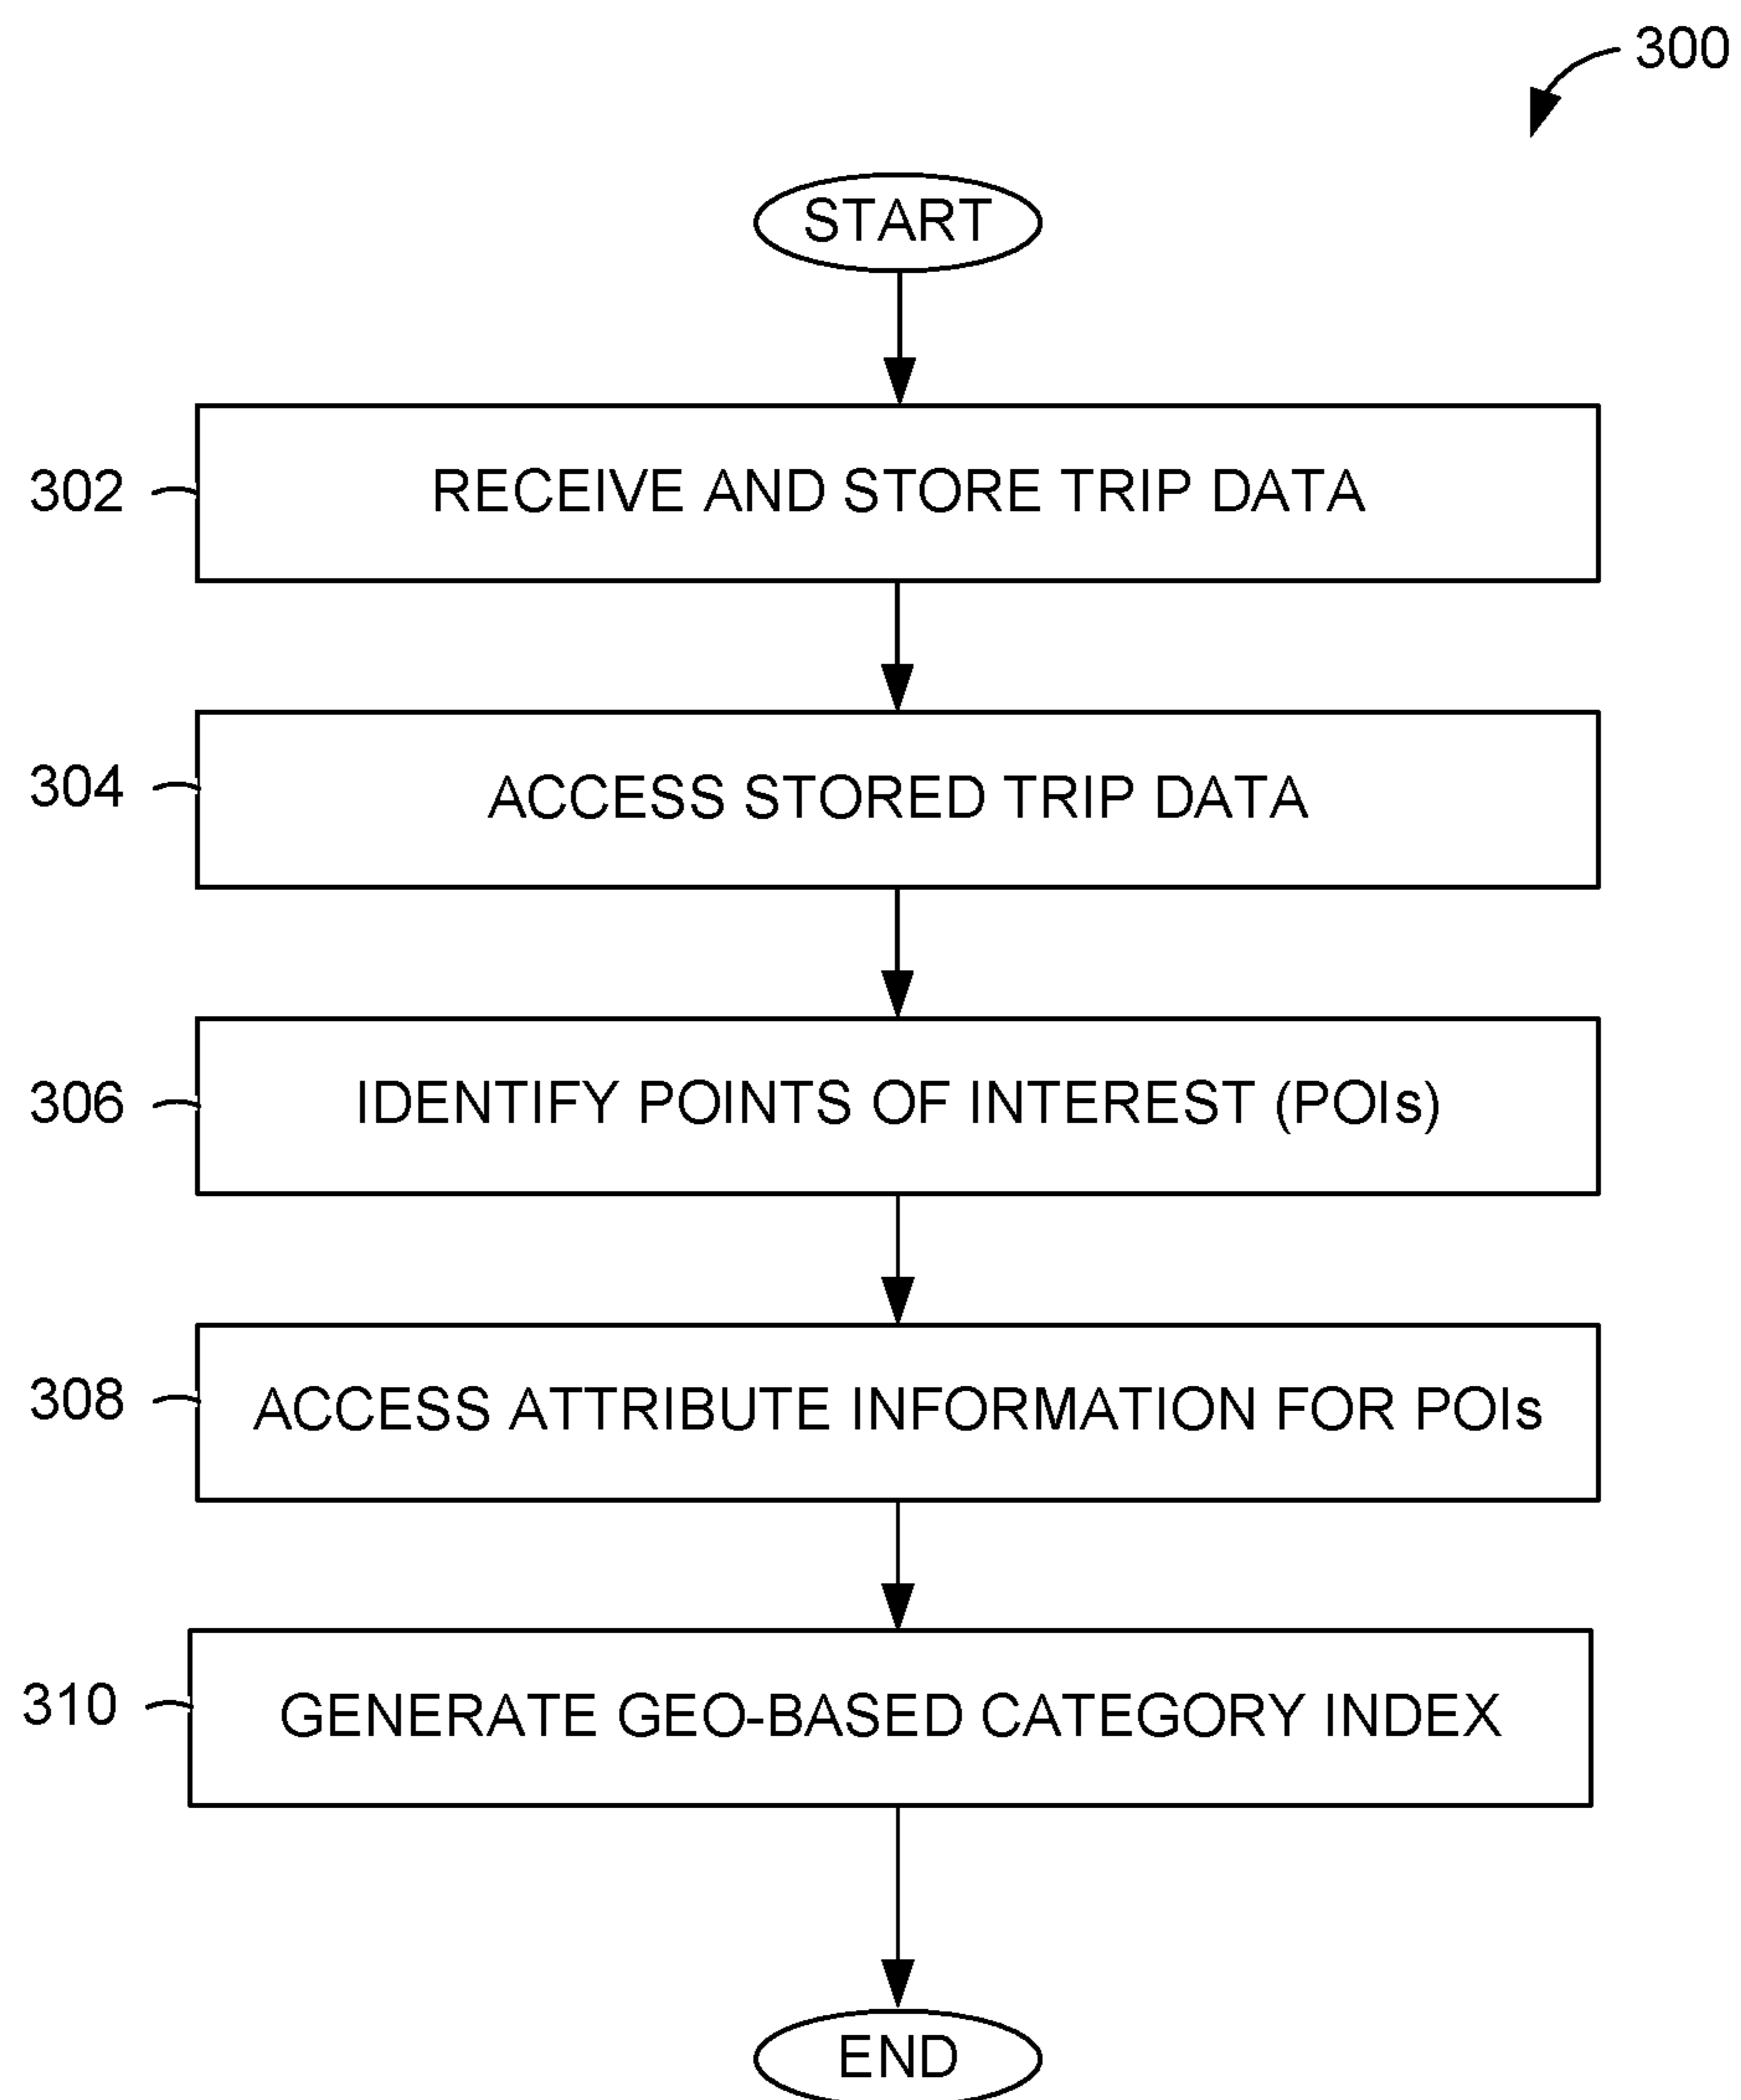 300
START
302 RECEIVE AND STORE TRIP DATA
304 ACCESS STORED TRIP DATA
306 IDENTIFY POINTS OF INTEREST (POIs)
308 ACCESS ATTRIBUTE INFORMATION FOR POIs
310 GENERATE GEO-BASED CATEGORY INDEX
END